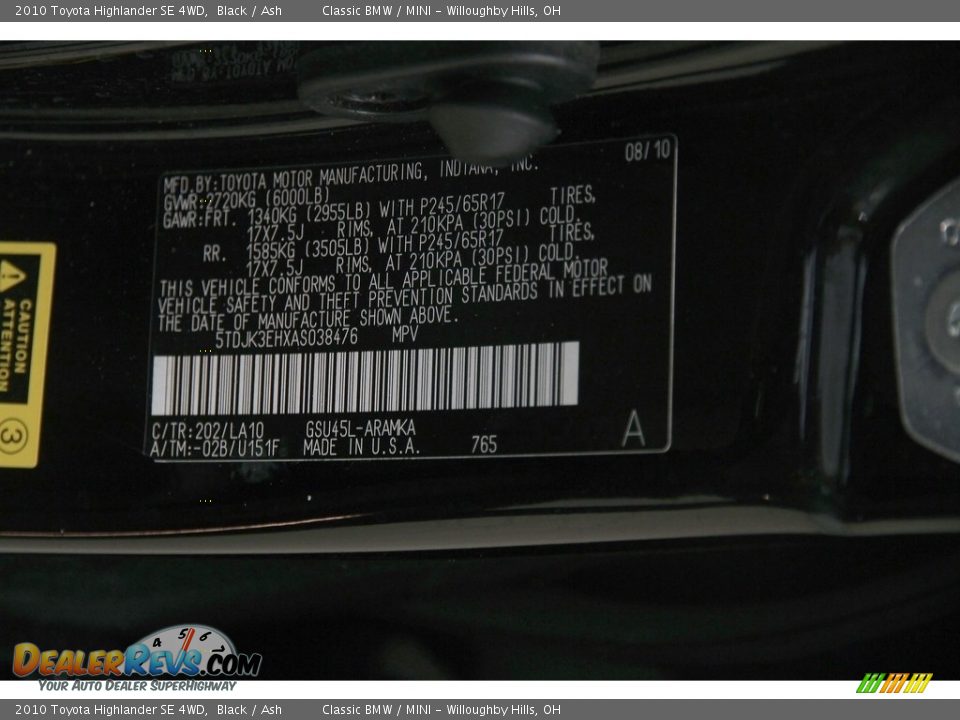 2010 Toyota Highlander SE 4WD, Black / Ash Classic BMW / MINI - Willoughby Hills, OH
08/10
MFD.BY:TOYOTA MOTOR MANUFACTURING, INDIANA, INC.
GVWR:2720KG (6000LB)
GAWR:FRT. 1340KG (2955LB) WITH P245/65R17 TIRES,
17X7.5J RIMS, AT 210KPA (30PSI) COLD.
RR. 1585KG (3505LB) WITH P245/65R17 TIRES,
17X7.5J RIMS, AT 210KPA (30PSI) COLD.
THIS VEHICLE CONFORMS TO ALL APPLICABLE FEDERAL MOTOR
VEHICLE SAFETY AND THEFT PREVENTION STANDARDS IN EFFECT ON
THE DATE OF MANUFACTURE SHOWN ABOVE.
5TDJK3EHXAS038476 MPV
C/TR:202/LA10 GSU45L-ARAMKA
A/TM:-02B/U151F MADE IN U.S.A. 765 A
CAUTION
ATTENTION
3
4 5 6
DEALERREVS.COM
YOUR AUTO DEALER SUPERHIGHWAY
2010 Toyota Highlander SE 4WD, Black / Ash Classic BMW / MINI - Willoughby Hills, OH